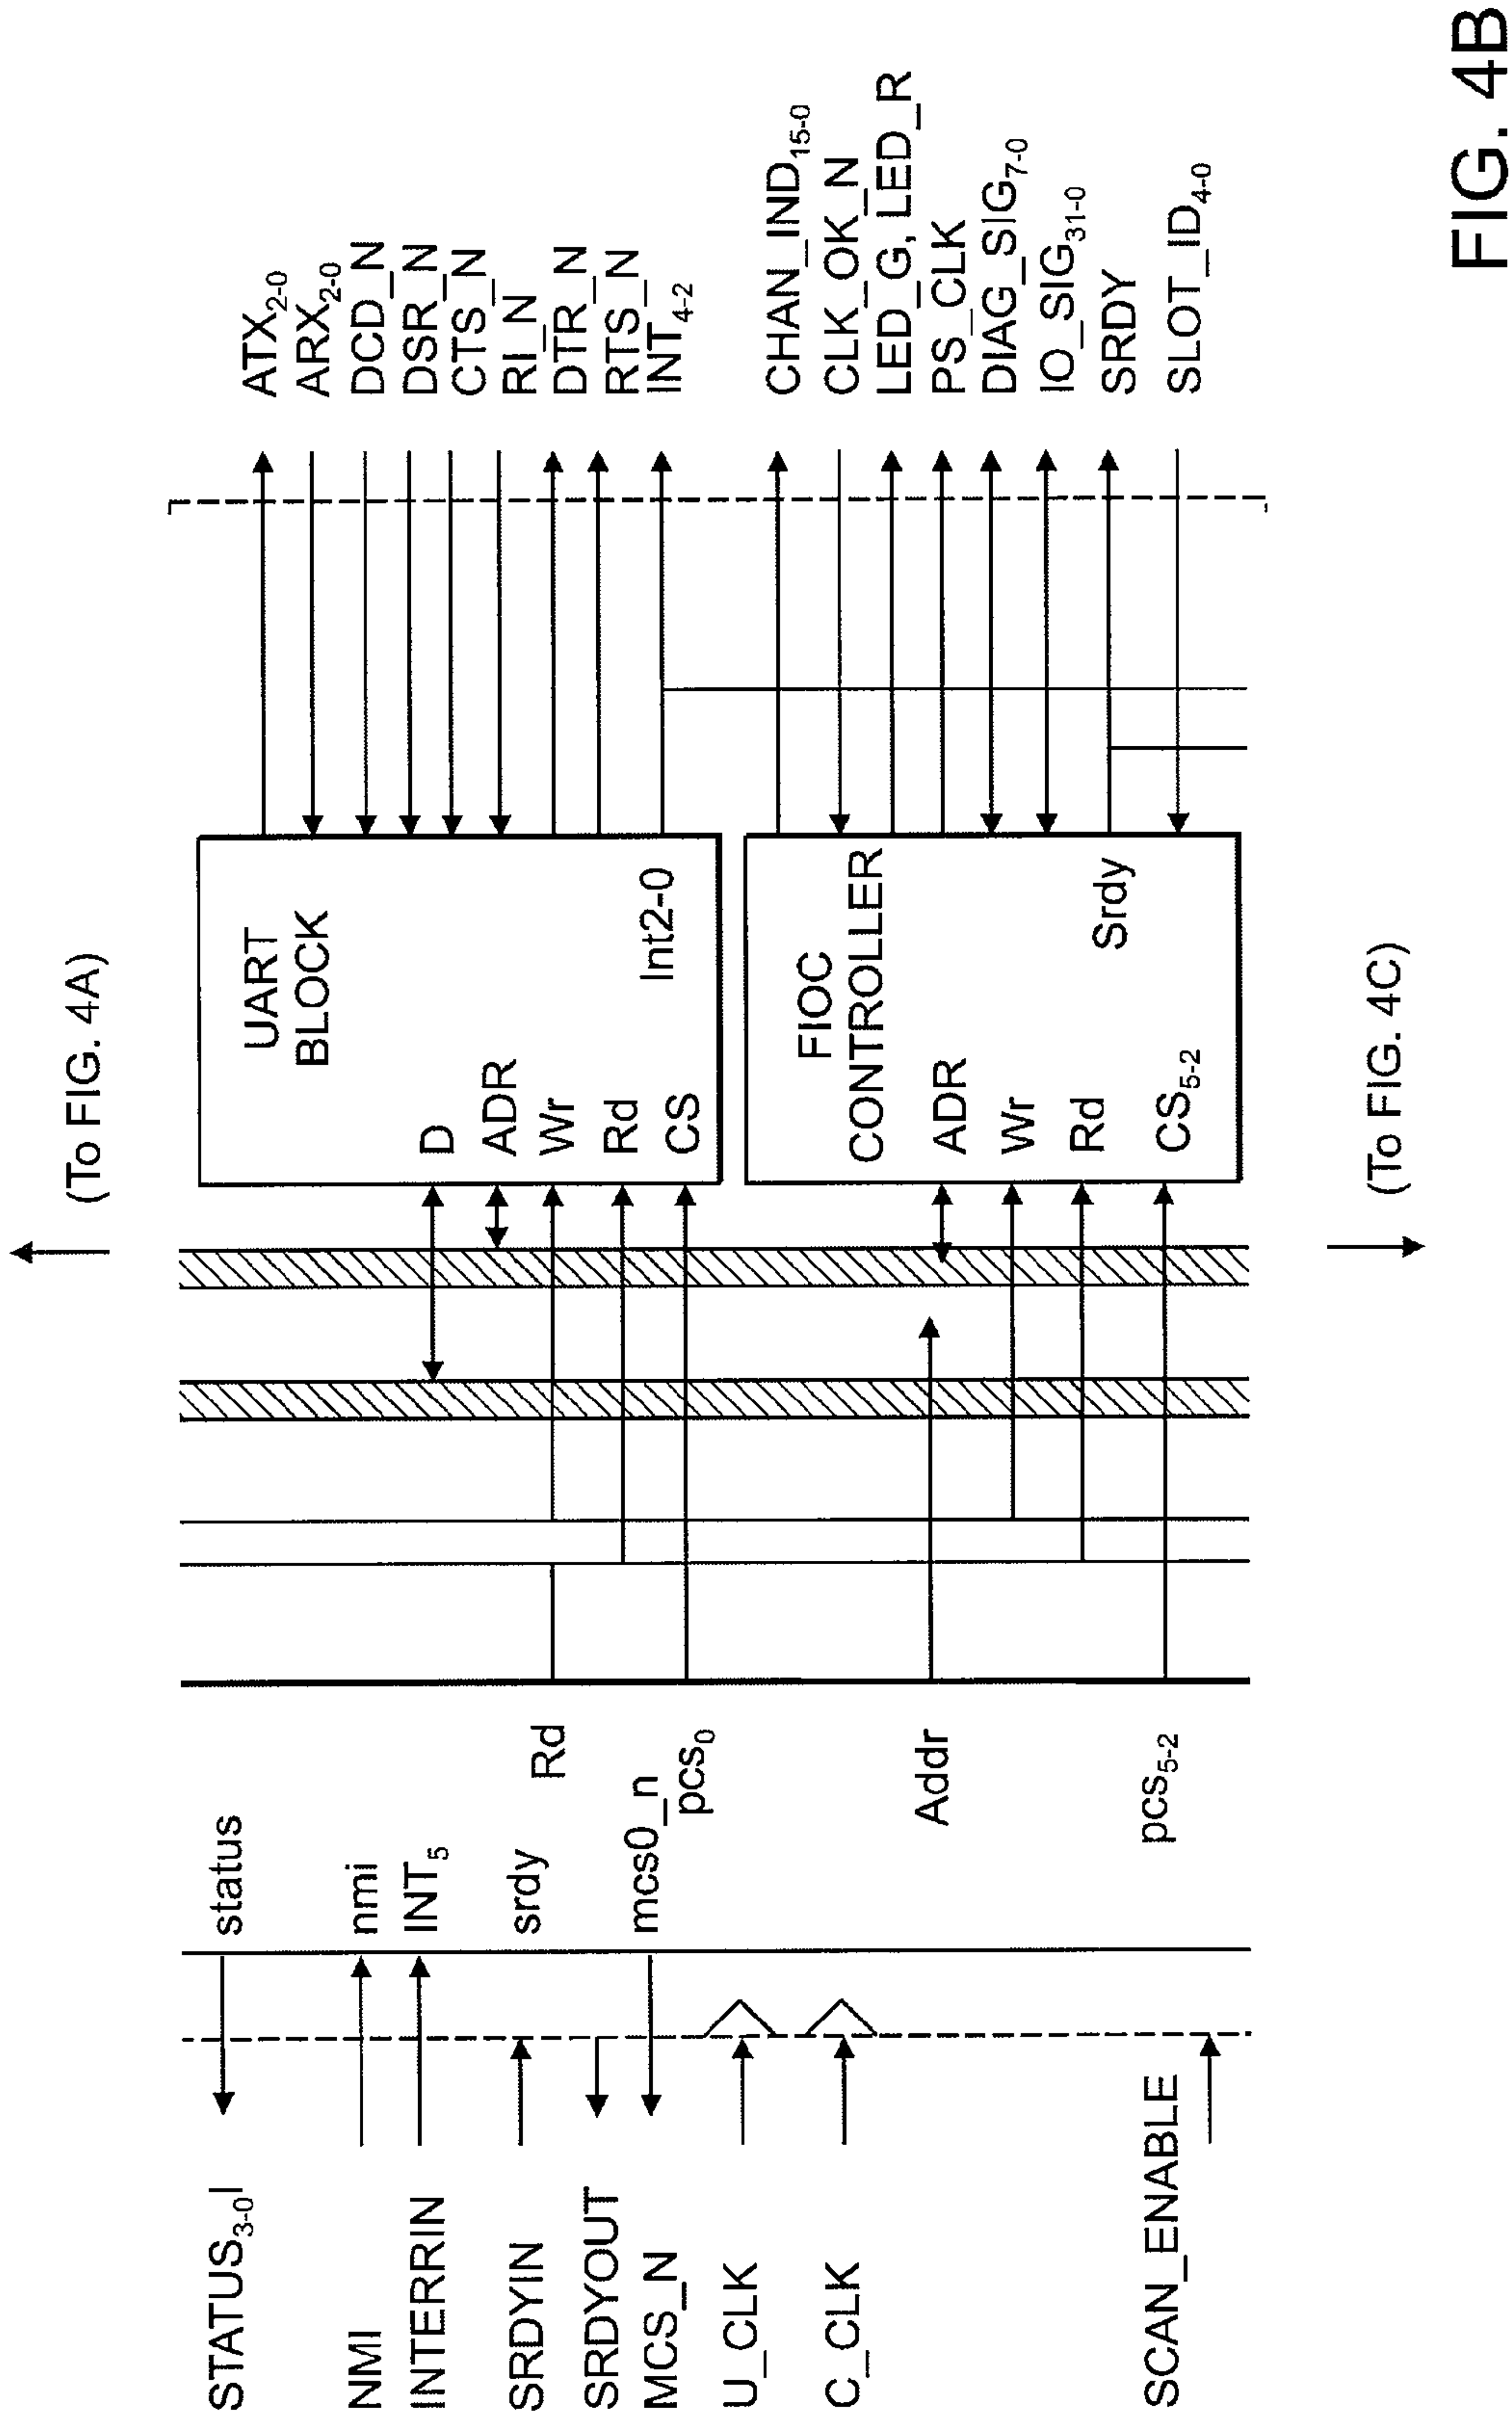 (To FIG. 4A)
STATUS3-0I
status
NMI
nmi
INTERRIN
INT5
SRDYIN
srdy
SRDYOUT
MCS_N
mcs0_n
U_CLK
C_CLK
SCAN_ENABLE
Rd
pcs0
Addr
pcs5-2
UART
BLOCK
D
ADR
Wr
Rd
CS
Int2-0
FIOC
CONTROLLER
ADR
Wr
Rd
CS5-2
Srdy
ATX2-0
ARX2-0
DCD_N
DSR_N
CTS_N
RI_N
DTR_N
RTS_N
INT4-2
CHAN_IND15-0
CLK_OK_N
LED_G, LED_R
PS_CLK
DIAG_SIG7-0
IO_SIG31-0
SRDY
SLOT_ID4-0
(To FIG. 4C)
FIG. 4B